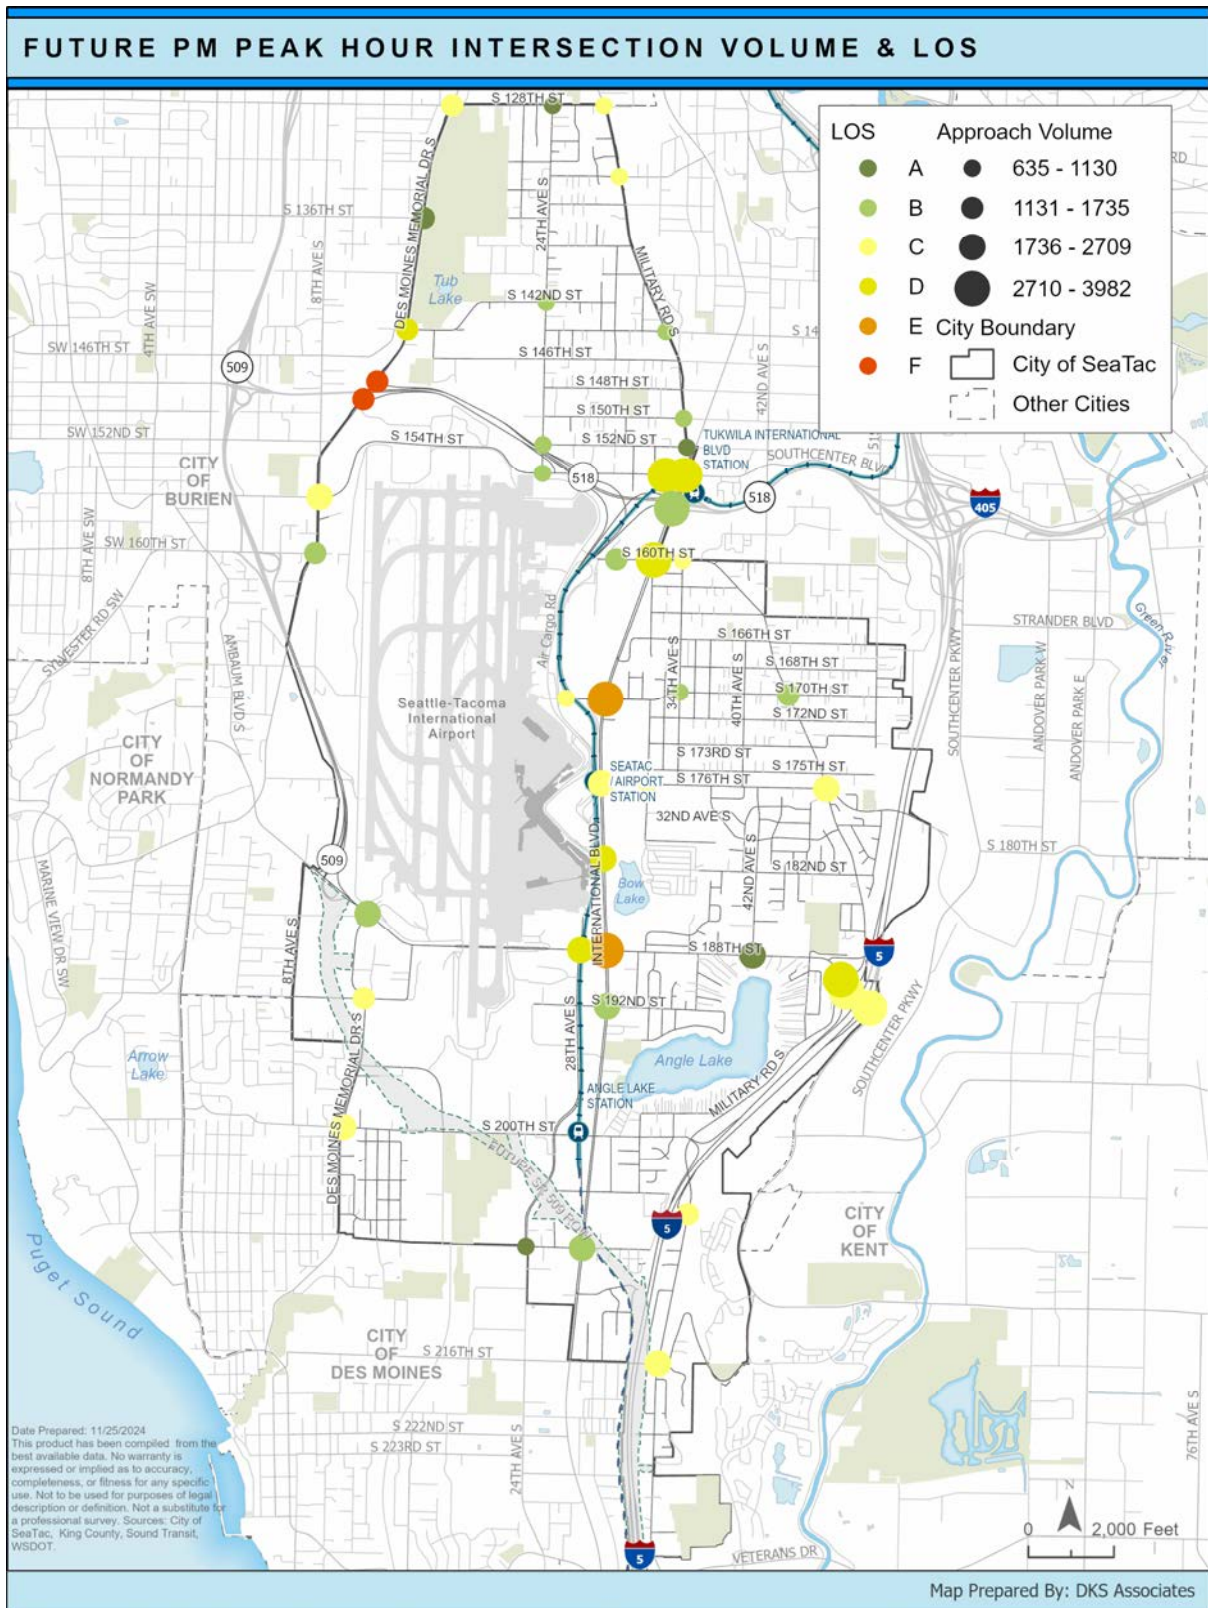 FUTURE PM PEAK HOUR INTERSECTION VOLUME & LOS
LOS
Approach Volume
A
635 - 1130
B
1131 - 1735
C
1736 - 2709
D
2710 - 3982
E
City Boundary
F
City of SeaTac
Other Cities
S 128TH ST
DES MOINES MEMORIAL DR S
24TH AVE S
S 136TH ST
8TH AVE S
MILITARY RD S
Tub
Lake
S 142ND ST
4TH AVE SW
SW 146TH ST
S 146TH ST
S 14
RD
509
42ND AVE S
S 148TH ST
S 150TH ST
SW 152ND ST
S 154TH ST
S 152ND ST
TUKWILA INTERNATIONAL
BLVD
STATION
SOUTHCENTER BLV
CITY
OF
BURIEN
518
518
405
8TH AVE SW
SW 160TH ST
S 160TH ST
SYLVESTER RD SW
AMBAUM BLVD S
Air Cargo Rd
STRANDER BLVD
Green River
S 166TH ST
34TH AVE S
40TH AVE S
S 168TH ST
S 170TH ST
S 172ND ST
SOUTHCENTER PKWY
ANDOVER PARK W
ANDOVER PARK E
Seattle-Tacoma
International
Airport
CITY
OF
NORMANDY
PARK
S 173RD ST
S 175TH ST
S 176TH ST
SEATAC
/AIRPORT
STATION
32ND AVE S
INTERNATIONAL BLVD
509
S 180TH ST
S 182ND ST
42ND AVE S
Bow
Lake
MARINE VIEW DR SW
8TH AVE S
S 188TH ST
5
28TH AVE S
S 192ND ST
SOUTHCENTER PKWY
Arrow
Lake
Angle Lake
MILITARY RD S
DES MOINES MEMORIAL DR S
ANGLE LAKE
STATION
S 200TH ST
FUTURE SR 509 ROW
5
CITY
OF
KENT
Puget Sound
CITY
OF
DES MOINES
S 216TH ST
S 222ND ST
S 223RD ST
24TH AVE S
76TH AVE S
Date Prepared: 11/25/2024
This product has been compiled from the
best available data. No warranty is
expressed or implied as to accuracy,
completeness, or fitness for any specific
use. Not to be used for purposes of legal
description or definition. Not a substitute for
a professional survey. Sources: City of
SeaTac, King County, Sound Transit,
WSDOT.
N
0
2,000 Feet
5
VETERANS DR
Map Prepared By: DKS Associates